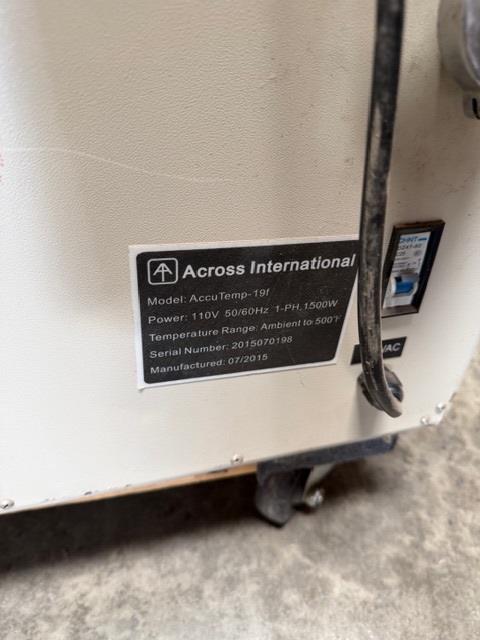 Across International
Model: AccuTemp-19f
Power: 110V 50/60Hz 1-PH, 1500W
Temperature Range: Ambient to 500°F
Serial Number: 2015070198
Manufactured: 07/2015
VAC